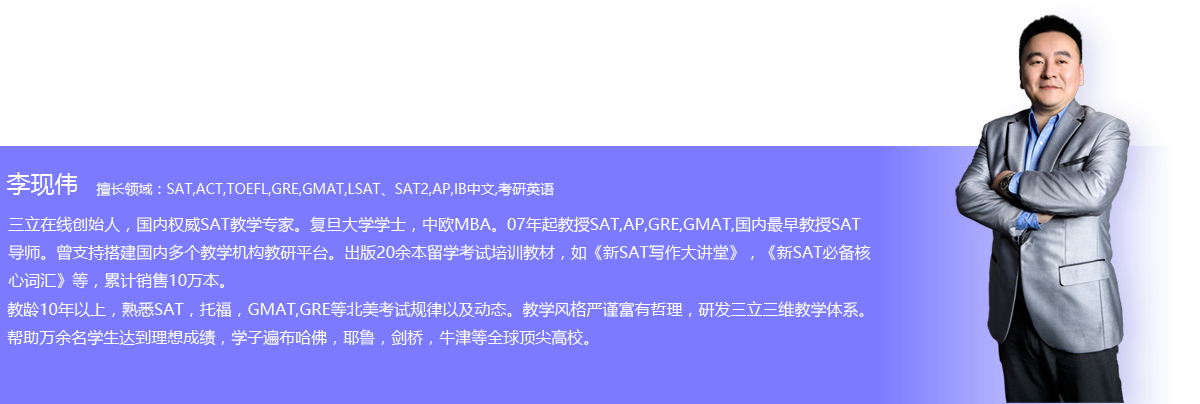 李现伟 擅长领域：SAT,ACT,TOEFL,GRE,GMAT,LSAT、SAT2,AP,IB中文,考研英语
三立在线创始人，国内权威SAT教学专家。复旦大学学士，中欧MBA。07年起教授SAT,AP,GRE,GMAT,国内最早教授SAT
导师。曾支持搭建国内多个教学机构教研平台。出版20余本留学考试培训教材，如《新SAT写作大讲堂》，《新SAT必备核
心词汇》等，累计销售10万本。
教龄10年以上，熟悉SAT，托福，GMAT,GRE等北美考试规律以及动态。教学风格严谨富有哲理，研发三立三维教学体系。
帮助万余名学生达到理想成绩，学子遍布哈佛，耶鲁，剑桥，牛津等全球顶尖高校。